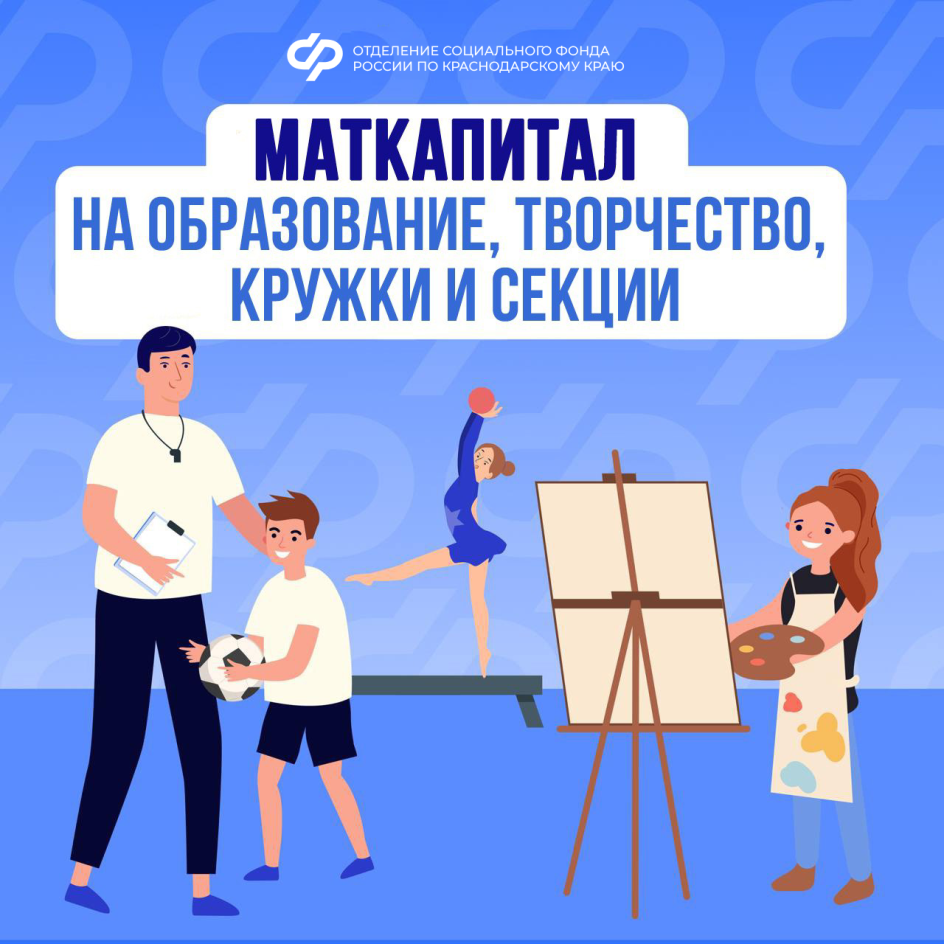 ОТДЕЛЕНИЕ СОЦИАЛЬНОГО ФОНДА
РОССИИ ПО КРАСНОДАРСКОМУ КРАЮ
МАТКАПИТАЛ
НА ОБРАЗОВАНИЕ, ТВОРЧЕСТВО,
КРУЖКИ И СЕКЦИИ